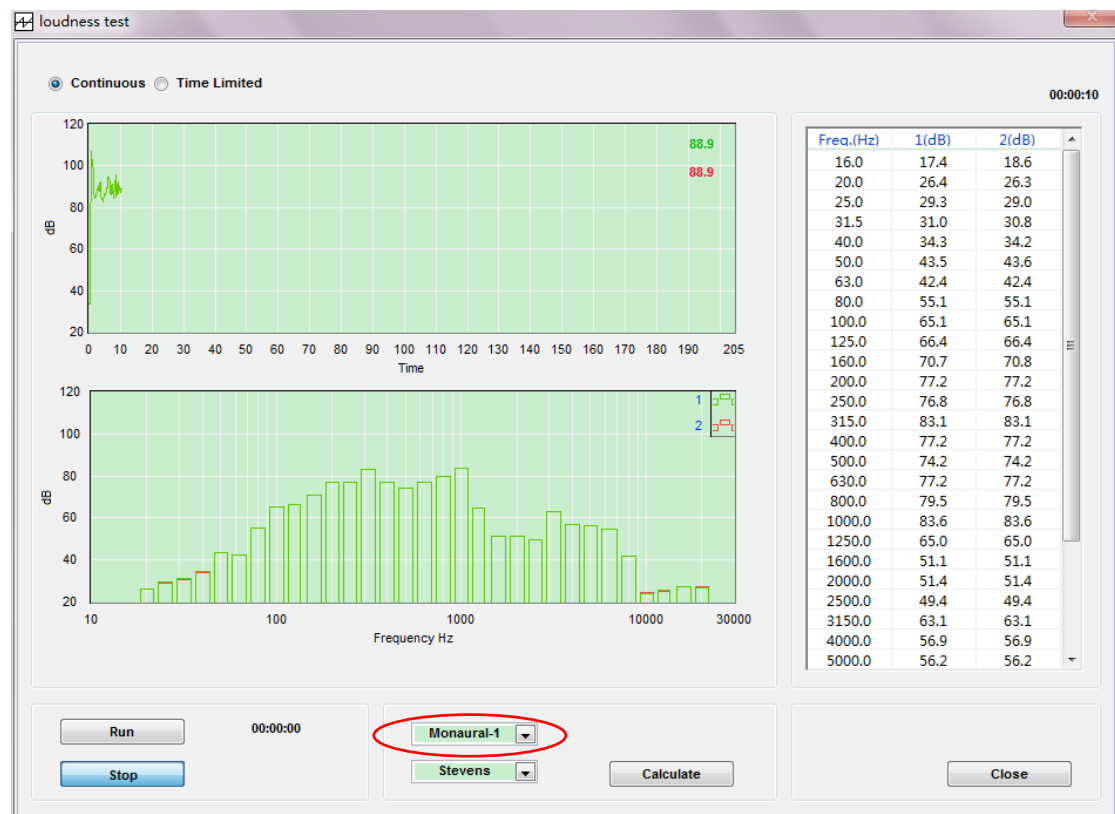 loudness test
Continuous Time Limited
00:00:10
120
100
80
60
40
20
dB
88.9
88.9
0 10 20 30 40 50 60 70 80 90 100 110 120 130 140 150 160 170 180 190 205
Time
120
100
80
60
40
20
dB
1
2
10 100 1000 10000 30000
Frequency Hz
Freq.(Hz) 1(dB) 2(dB)
16.0 17.4 18.6
20.0 26.4 26.3
25.0 29.3 29.0
31.5 31.0 30.8
40.0 34.3 34.2
50.0 43.5 43.6
63.0 42.4 42.4
80.0 55.1 55.1
100.0 65.1 65.1
125.0 66.4 66.4
160.0 70.7 70.8
200.0 77.2 77.2
250.0 76.8 76.8
315.0 83.1 83.1
400.0 77.2 77.2
500.0 74.2 74.2
630.0 77.2 77.2
800.0 79.5 79.5
1000.0 83.6 83.6
1250.0 65.0 65.0
1600.0 51.1 51.1
2000.0 51.4 51.4
2500.0 49.4 49.4
3150.0 63.1 63.1
4000.0 56.9 56.9
5000.0 56.2 56.2
Run 00:00:00
Stop
Monaural-1
Stevens
Calculate
Close